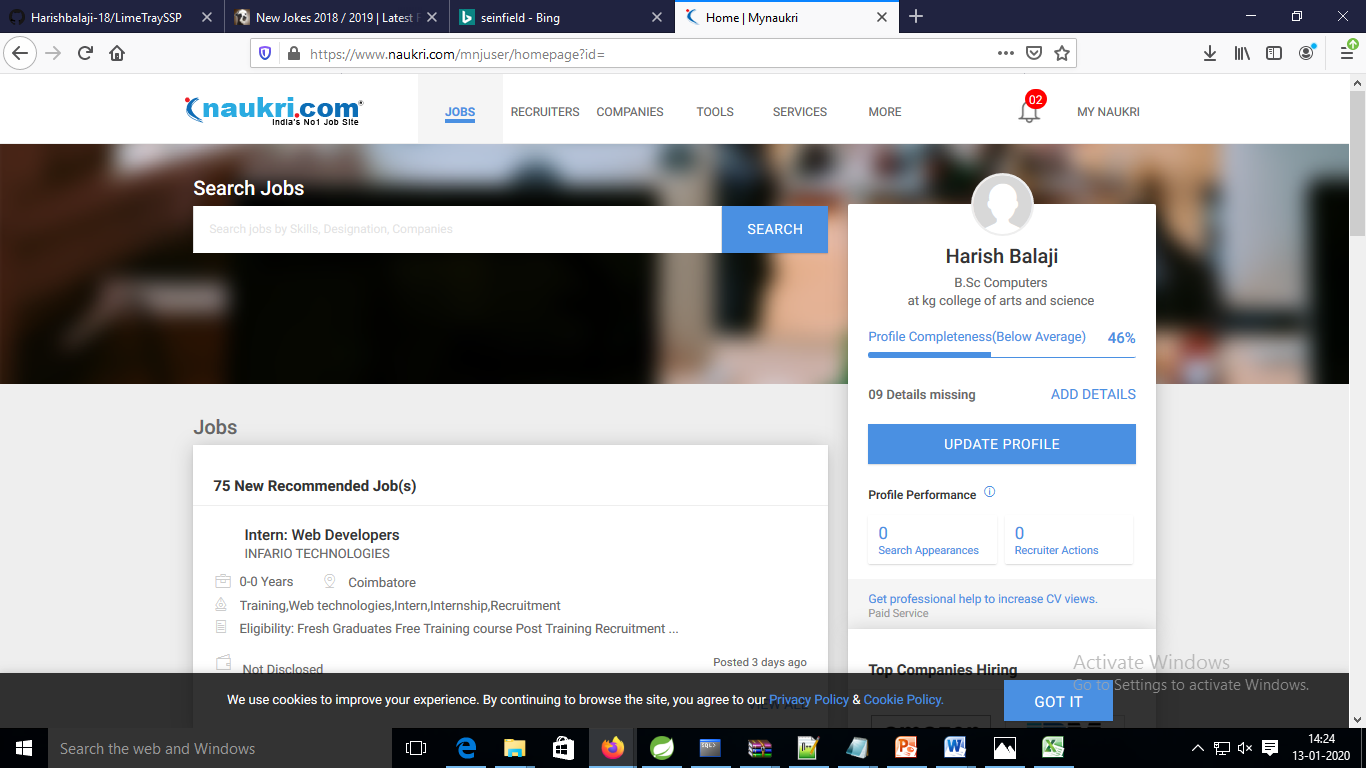 Harishbalaji-18/LimeTraySSP
New Jokes 2018 / 2019 | Latest
seinfield - Bing
Home | Mynaukri
https://www.naukri.com/mnjuser/homepage?id=
naukri.com
India's No1 Job Site
JOBS
RECRUITERS
COMPANIES
TOOLS
SERVICES
MORE
02
MY NAUKRI
Search Jobs
Search jobs by Skills, Designation, Companies
SEARCH
Harish Balaji
B.Sc Computers
at kg college of arts and science
Profile Completeness(Below Average) 46%
09 Details missing
ADD DETAILS
UPDATE PROFILE
Profile Performance
0
Search Appearances
0
Recruiter Actions
Get professional help to increase CV views.
Paid Service
Top Companies Hiring
Jobs
75 New Recommended Job(s)
Intern: Web Developers
INFARIO TECHNOLOGIES
0-0 Years
Coimbatore
Training,Web technologies,Intern,Internship,Recruitment
Eligibility: Fresh Graduates Free Training course Post Training Recruitment ...
Not Disclosed
Posted 3 days ago
VIEW ALL
We use cookies to improve your experience. By continuing to browse the site, you agree to our Privacy Policy & Cookie Policy.
GOT IT
Activate Windows
Go to Settings to activate Windows.
Search the web and Windows
14:24
13-01-2020